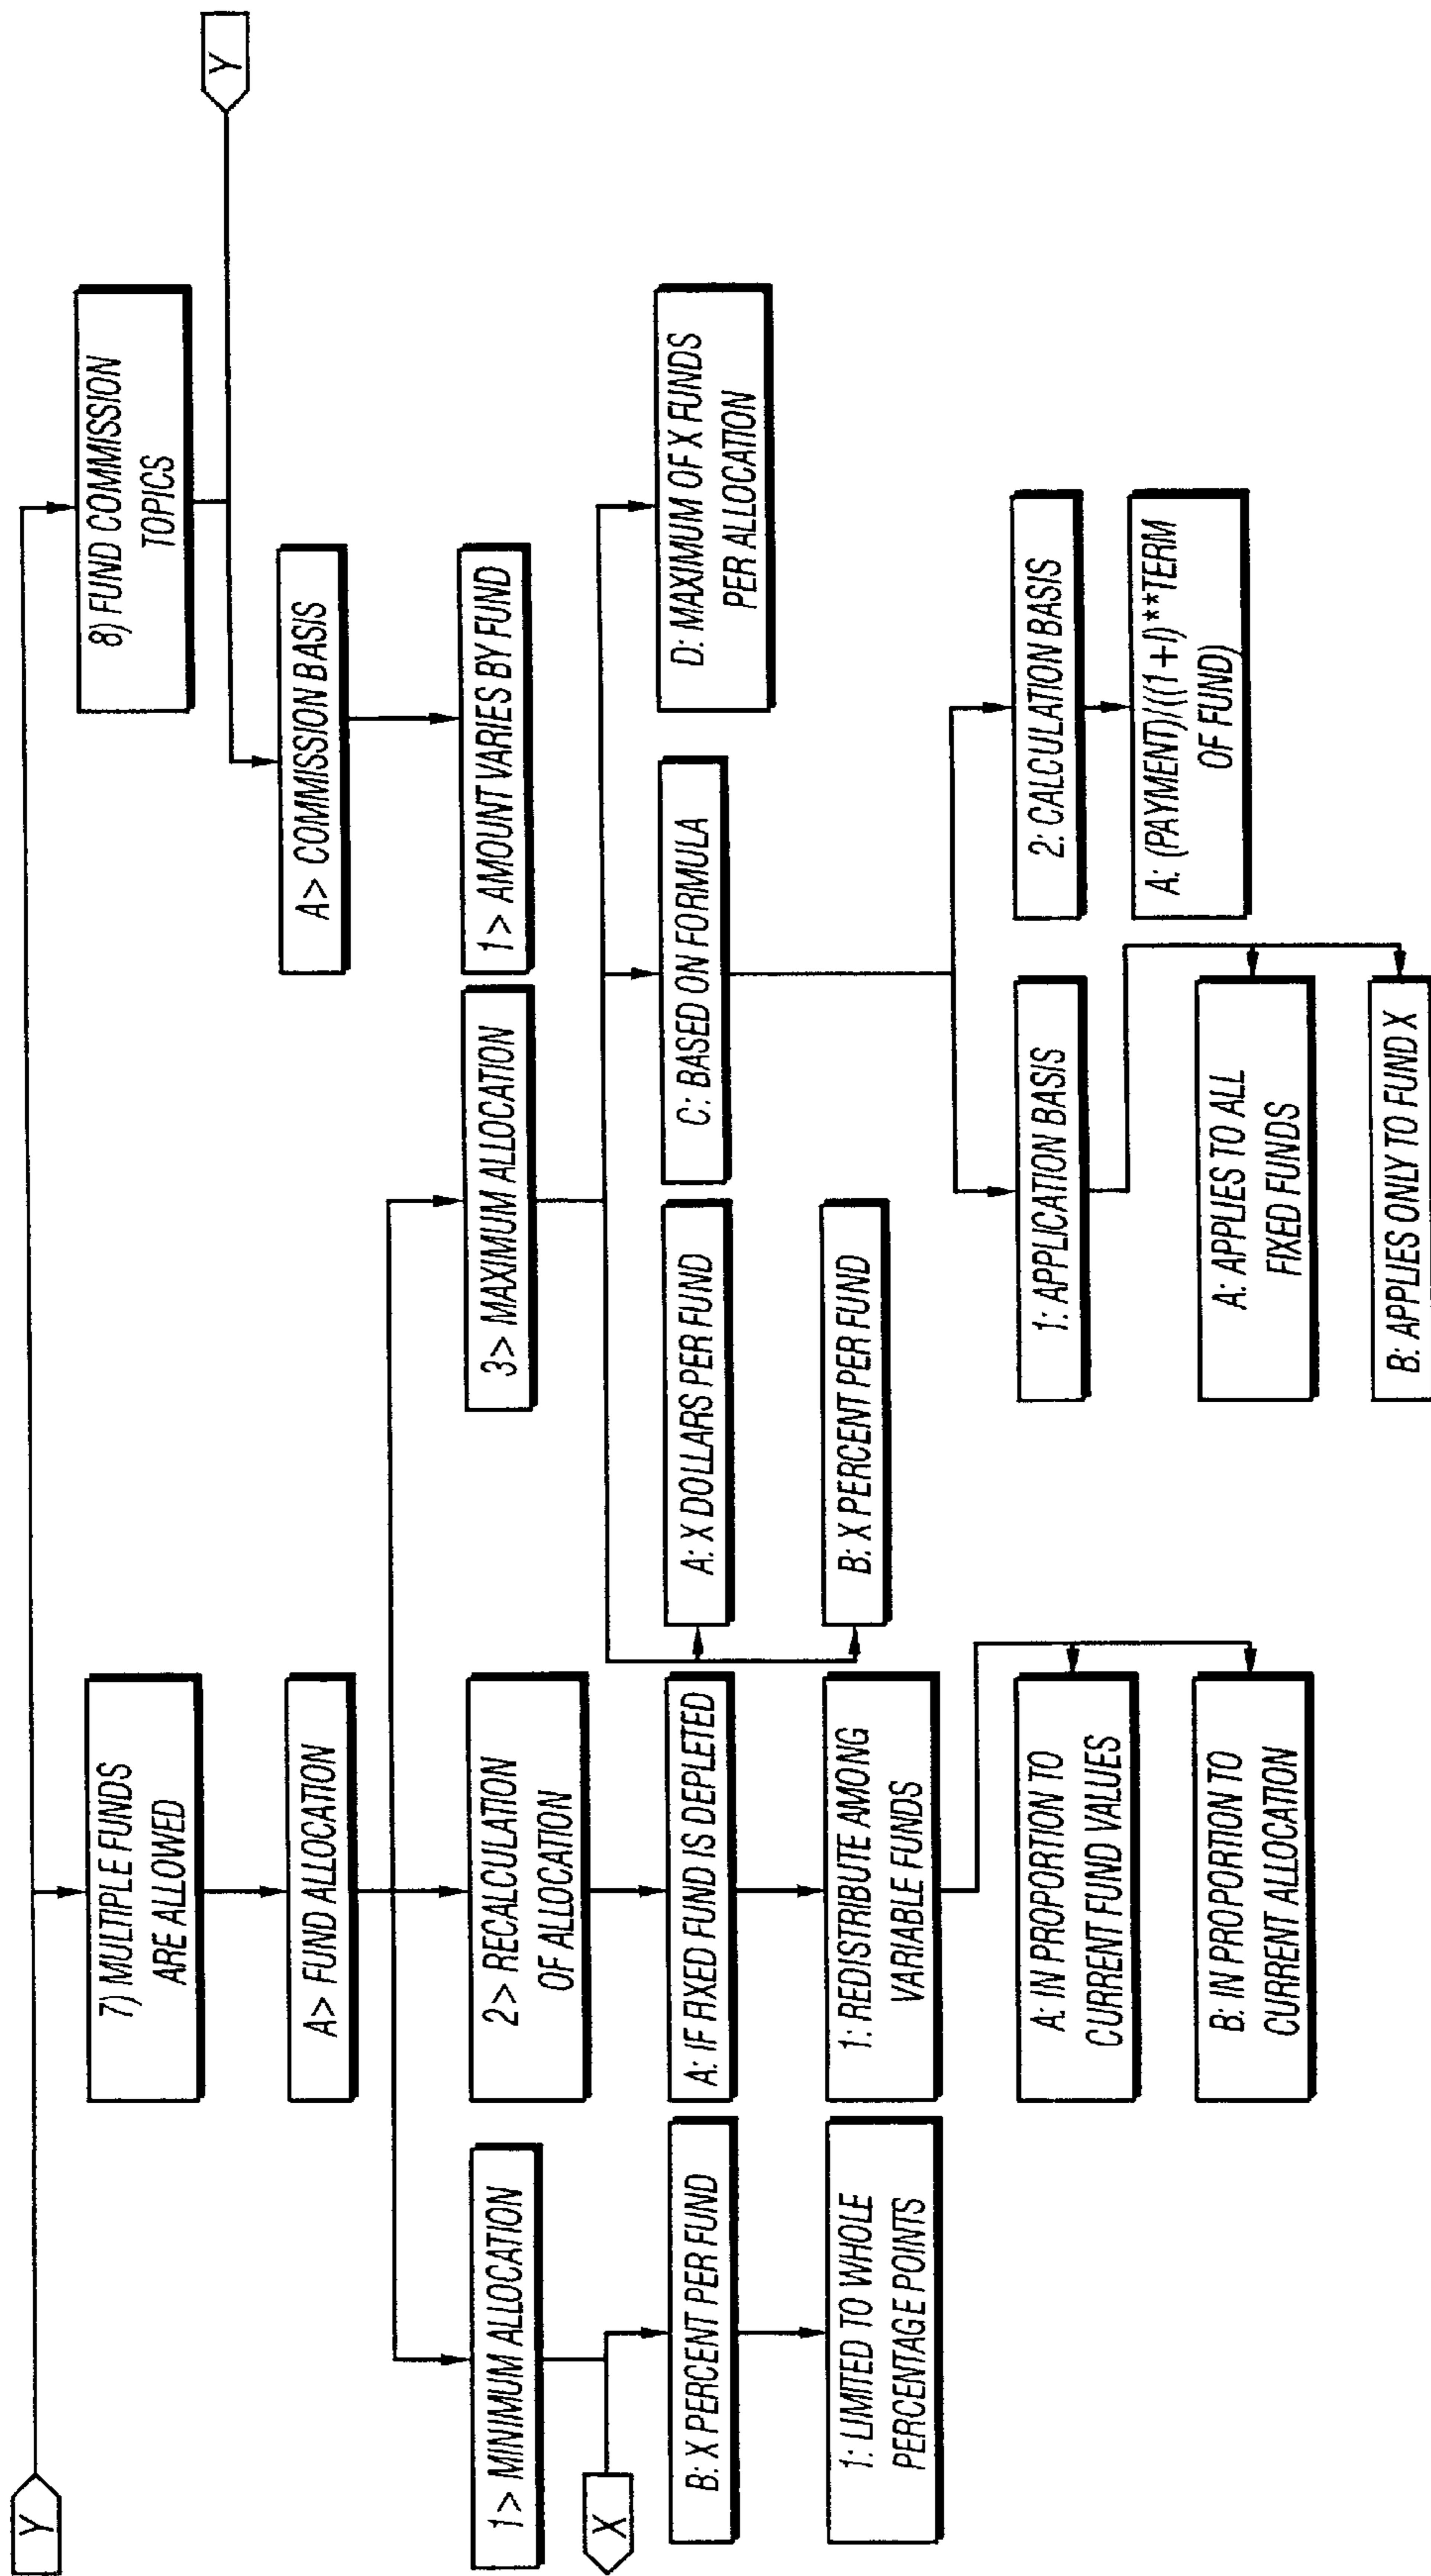 Y
7) MULTIPLE FUNDS
ARE ALLOWED
8) FUND COMMISSION
TOPICS
Y
A> FUND ALLOCATION
A> COMMISSION BASIS
1> MINIMUM ALLOCATION
2> RECALCULATION
OF ALLOCATION
3> MAXIMUM ALLOCATION
1> AMOUNT VARIES BY FUND
X
B: X PERCENT PER FUND
A: IF FIXED FUND IS DEPLETED
A: X DOLLARS PER FUND
C: BASED ON FORMULA
D: MAXIMUM OF X FUNDS
PER ALLOCATION
1: LIMITED TO WHOLE
PERCENTAGE POINTS
1: REDISTRIBUTE AMONG
VARIABLE FUNDS
B: X PERCENT PER FUND
A: IN PROPORTION TO
CURRENT FUND VALUES
1: APPLICATION BASIS
2: CALCULATION BASIS
A: (PAYMENT)/((1+I)**TERM
OF FUND)
B: IN PROPORTION TO
CURRENT ALLOCATION
A: APPLIES TO ALL
FIXED FUNDS
B: APPLIES ONLY TO FUND X